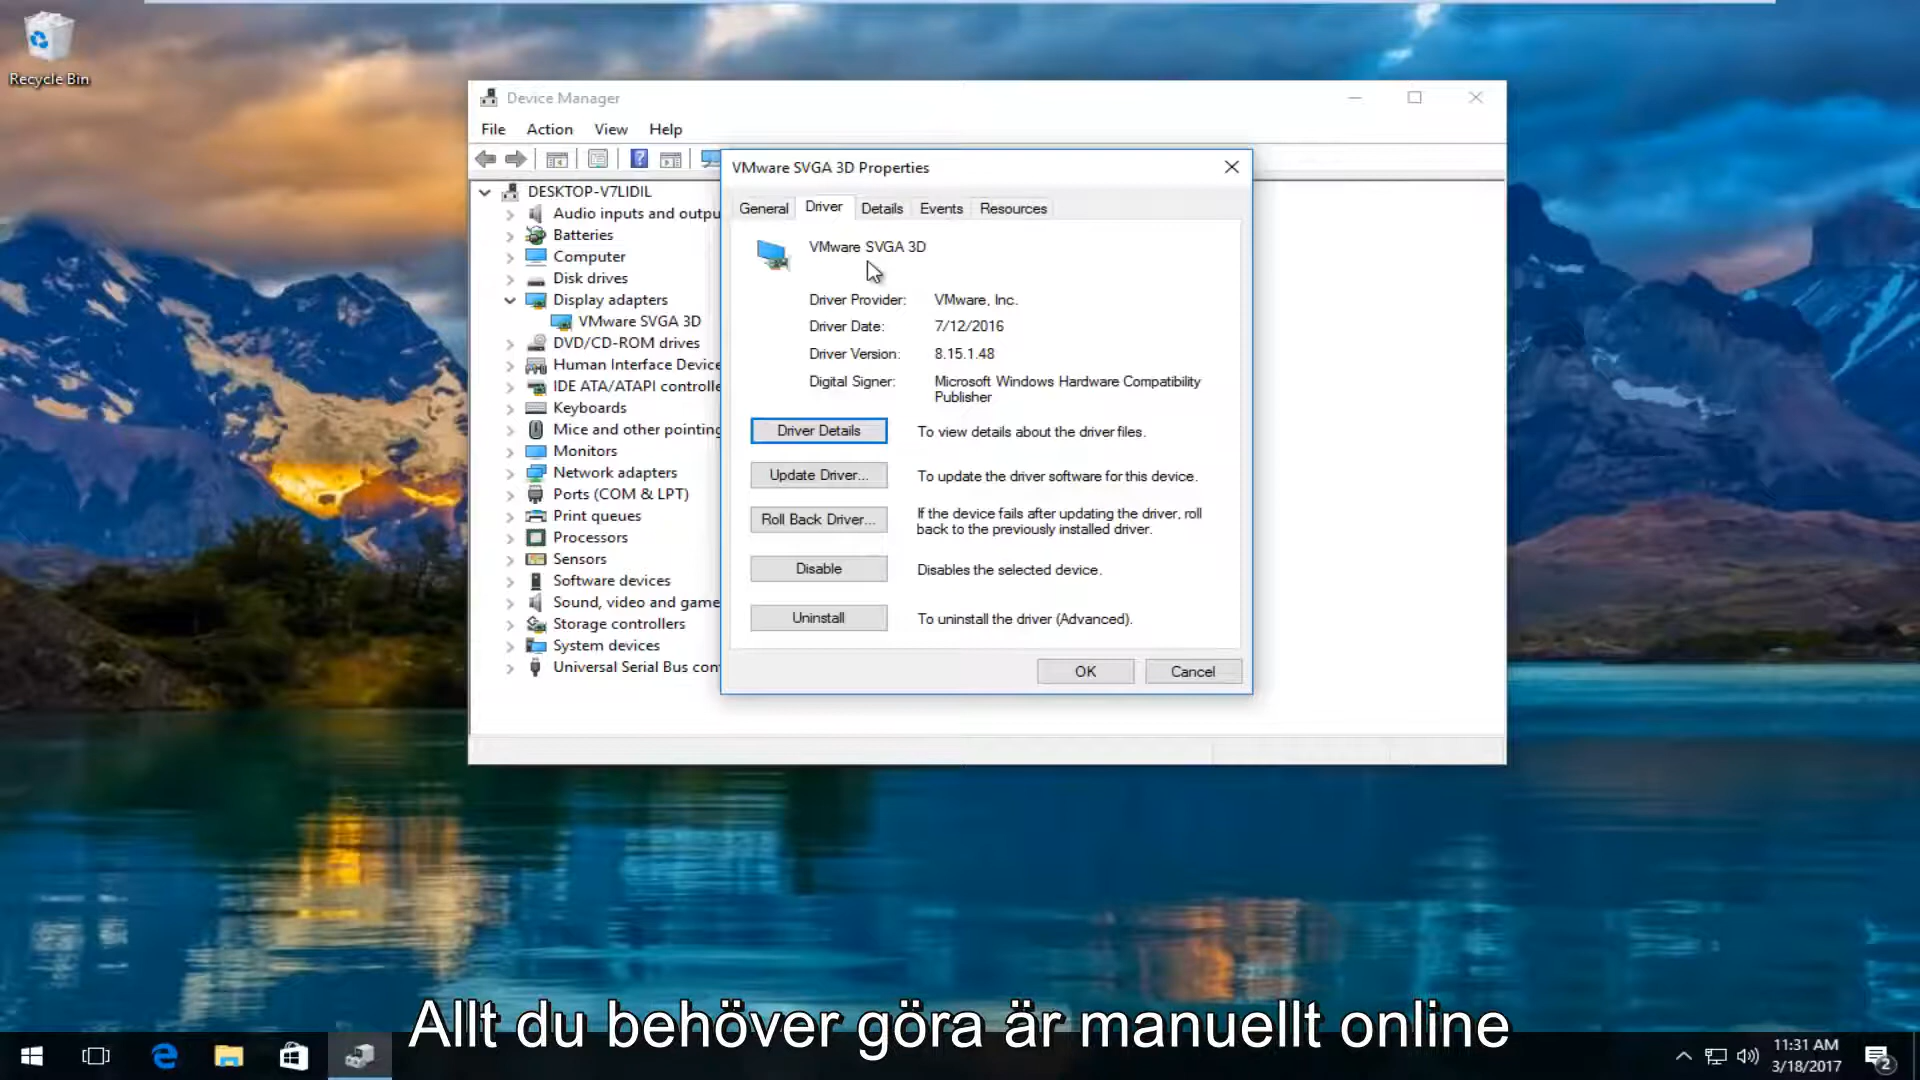 Recycle Bin
Device Manager
File Action View Help
DESKTOP-V7LIDIL
Audio inputs and outpu
Batteries
Computer
Disk drives
Display adapters
VMware SVGA 3D
DVD/CD-ROM drives
Human Interface Device
IDE ATA/ATAPI controlle
Keyboards
Mice and other pointing
Monitors
Network adapters
Ports (COM & LPT)
Print queues
Processors
Sensors
Software devices
Sound, video and game
Storage controllers
System devices
Universal Serial Bus con
VMware SVGA 3D Properties
General Driver Details Events Resources
VMware SVGA 3D
Driver Provider: VMware, Inc.
Driver Date: 7/12/2016
Driver Version: 8.15.1.48
Digital Signer: Microsoft Windows Hardware Compatibility
Publisher
Driver Details To view details about the driver files.
Update Driver... To update the driver software for this device.
Roll Back Driver... If the device fails after updating the driver, roll
back to the previously installed driver.
Disable Disables the selected device.
Uninstall To uninstall the driver (Advanced).
OK Cancel
Allt du behöver göra är manuellt online
11:31 AM
3/18/2017
2